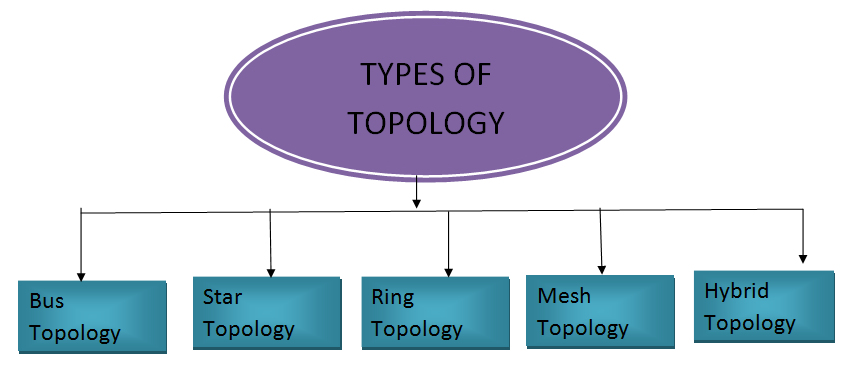 TYPES OF
TOPOLOGY
Bus
Topology
Star
Topology
Ring
Topology
Mesh
Topology
Hybrid
Topology